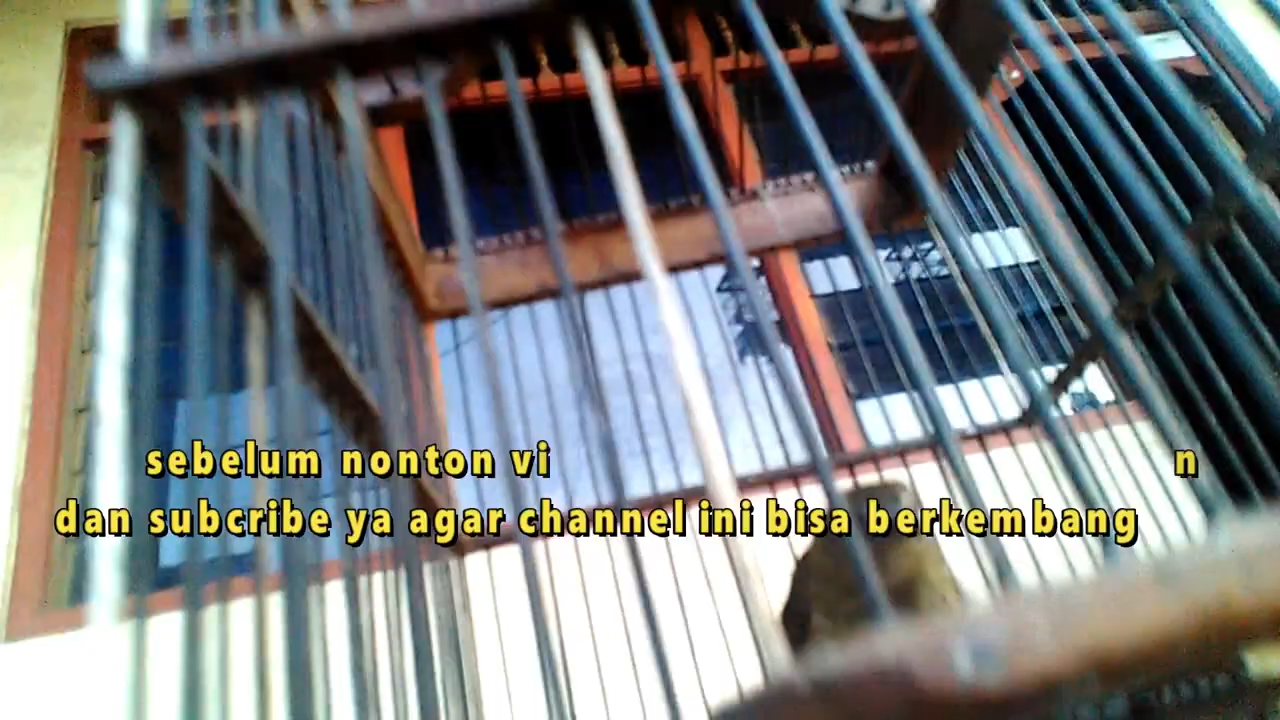 sebelum nonton vi n
dan subcribe ya agar channel ini bisa berkembang